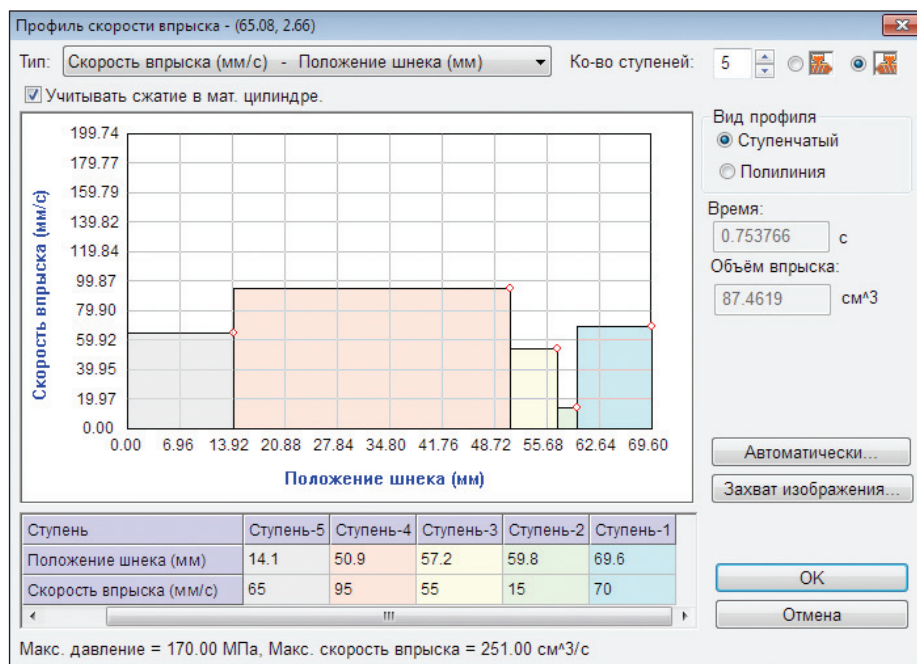 Профиль скорости впрыска - (65.08, 2.66)
Тип: Скорость впрыска (мм/с) - Положение шнека (мм) Ко-во ступеней: 5
Учитывать сжатие в мат. цилиндре.
Вид профиля
Ступенчатый
Полилиния
Время:
0.753766 с
Объём впрыска:
87.4619 см^3
Автоматически...
Захват изображения...
OK
Отмена
Скорость впрыска (мм/с)
199.74
179.77
159.79
139.82
119.84
99.87
79.90
59.92
39.95
19.97
0.00
0.00 6.96 13.92 20.88 27.84 34.80 41.76 48.72 55.68 62.64 69.60
Положение шнека (мм)
Ступень Ступень-5 Ступень-4 Ступень-3 Ступень-2 Ступень-1
Положение шнека (мм) 14.1 50.9 57.2 59.8 69.6
Скорость впрыска (мм/с) 65 95 55 15 70
Макс. давление = 170.00 МПа, Макс. скорость впрыска = 251.00 см^3/с